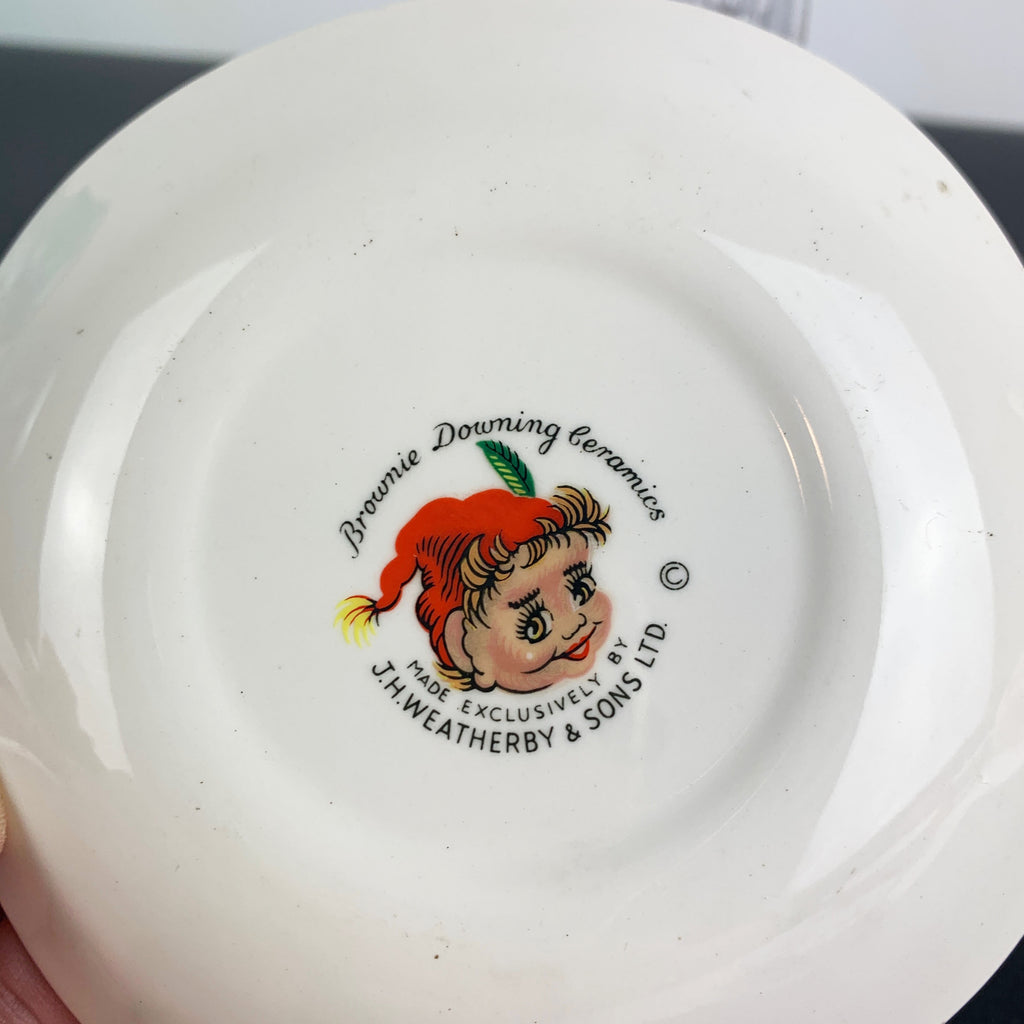 Brownie Downing Ceramics
©
MADE EXCLUSIVELY BY
J.H.WEATHERBY & SONS LTD.